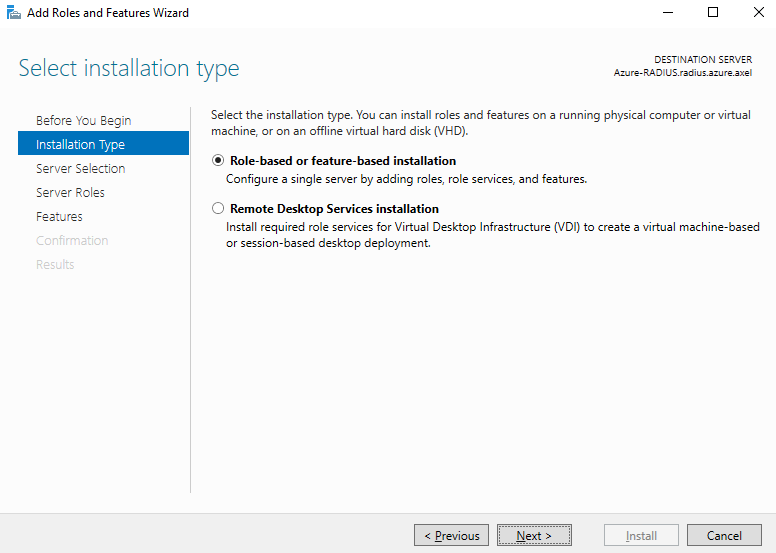 Add Roles and Features Wizard
Select installation type
DESTINATION SERVER
Azure-RADIUS.radius.azure.axel
Before You Begin
Installation Type
Server Selection
Server Roles
Features
Confirmation
Results
Select the installation type. You can install roles and features on a running physical computer or virtual
machine, or on an offline virtual hard disk (VHD).
Role-based or feature-based installation
Configure a single server by adding roles, role services, and features.
Remote Desktop Services installation
Install required role services for Virtual Desktop Infrastructure (VDI) to create a virtual machine-based
or session-based desktop deployment.
< Previous
Next >
Install
Cancel